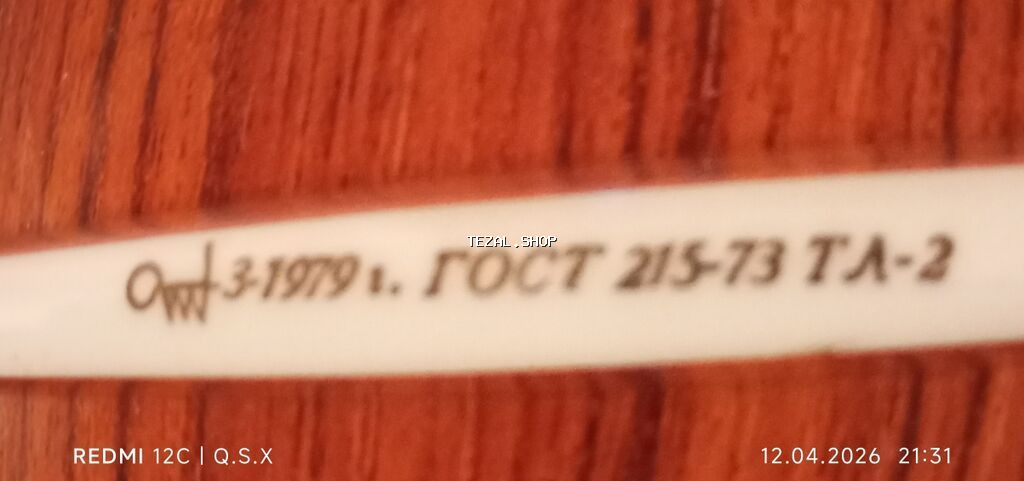 TEZAL.SHOP
3-1979 г. ГОСТ 215-73 ТЛ-2
REDMI 12C | Q.S.X
12.04.2026 21:31